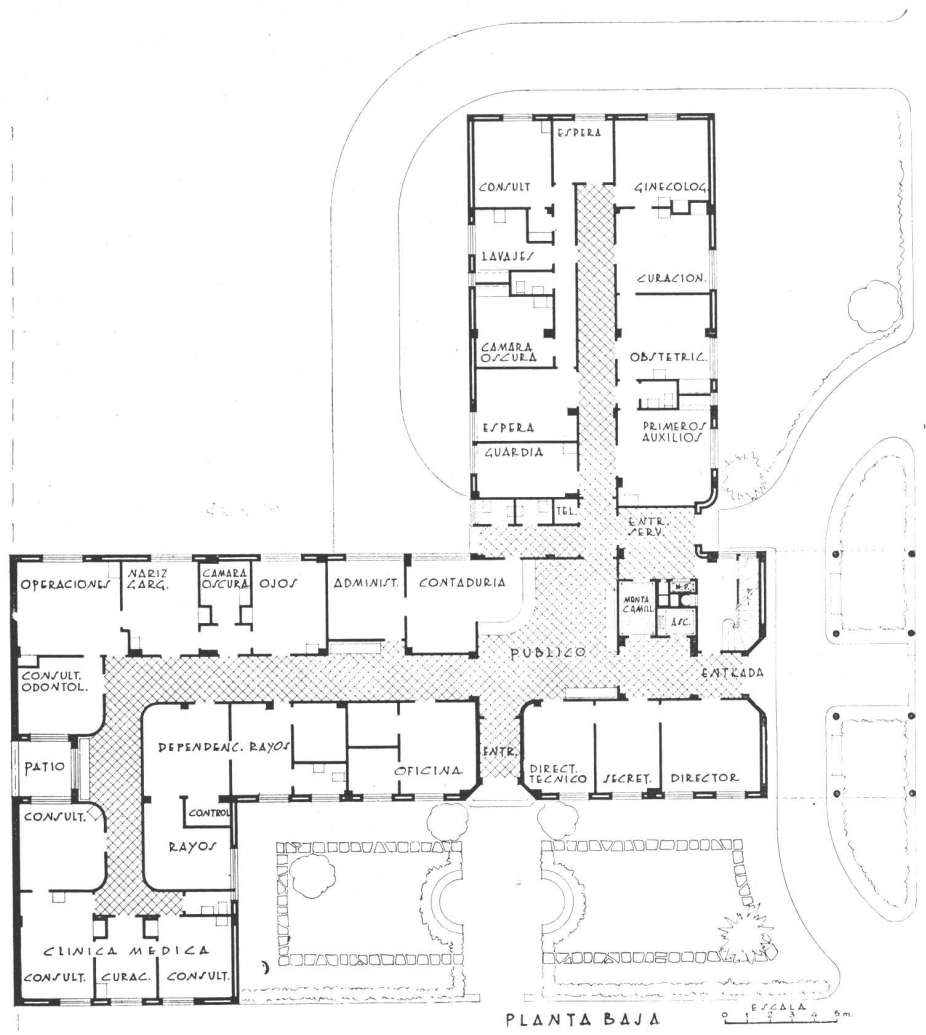 ESPERA
CONSULT
GINECOLOG.
LAVAJES
CURACION.
CAMARA
OSCURA
OBSTETRIC.
ESPERA
PRIMEROS
AUXILIOS
GUARDIA
TEL.
ENTR.
SERV.
OPERACIONES
NARIZ
GARG.
CAMARA
OSCURA
OJOS
ADMINIST.
CONTADURIA
MONTA
CAMILL.
M.P.
ASC.
PUBLICO
ENTRADA
CONSULT.
ODONTOL.
PATIO
DEPENDENC. RAYOS
OFICINA
ENTR.
DIRECT.
TECNICO
SECRET.
DIRECTOR
CONSULT.
CONTROL
RAYOS
CLINICA MEDICA
CONSULT.
CURAC.
CONSULT.
PLANTA BAJA
ESCALA
0 1 2 3 4 5 m.